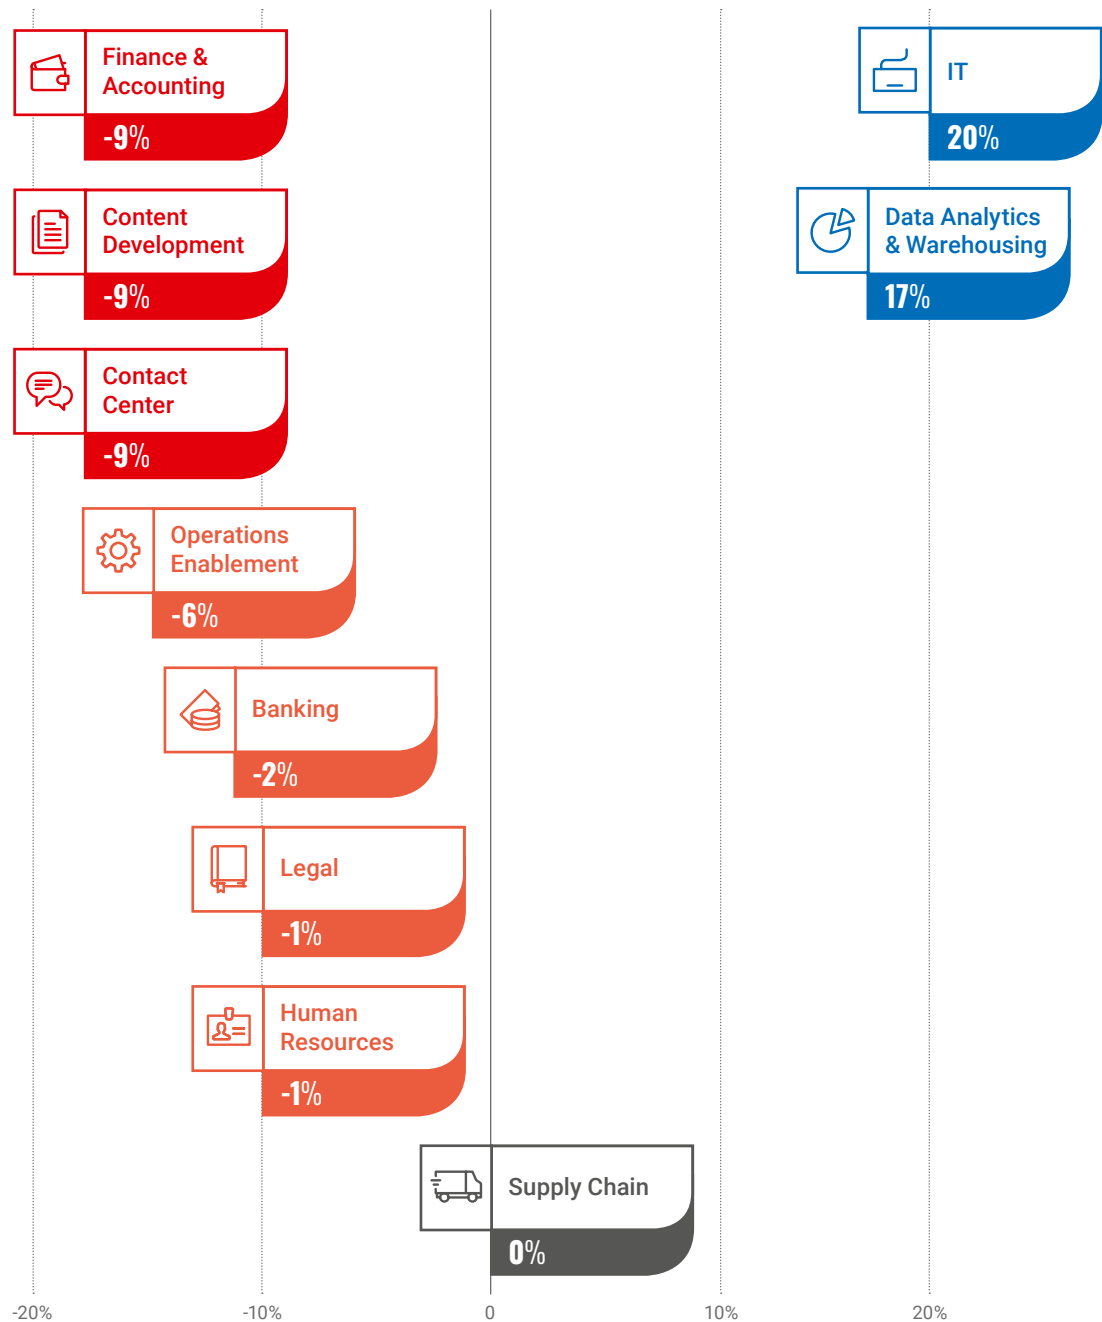 Finance &
Accounting
-9%
IT
20%
Content
Development
-9%
Data Analytics
& Warehousing
17%
Contact
Center
-9%
Operations
Enablement
-6%
Banking
-2%
Legal
-1%
Human
Resources
-1%
Supply Chain
0%
-20%
-10%
0
10%
20%